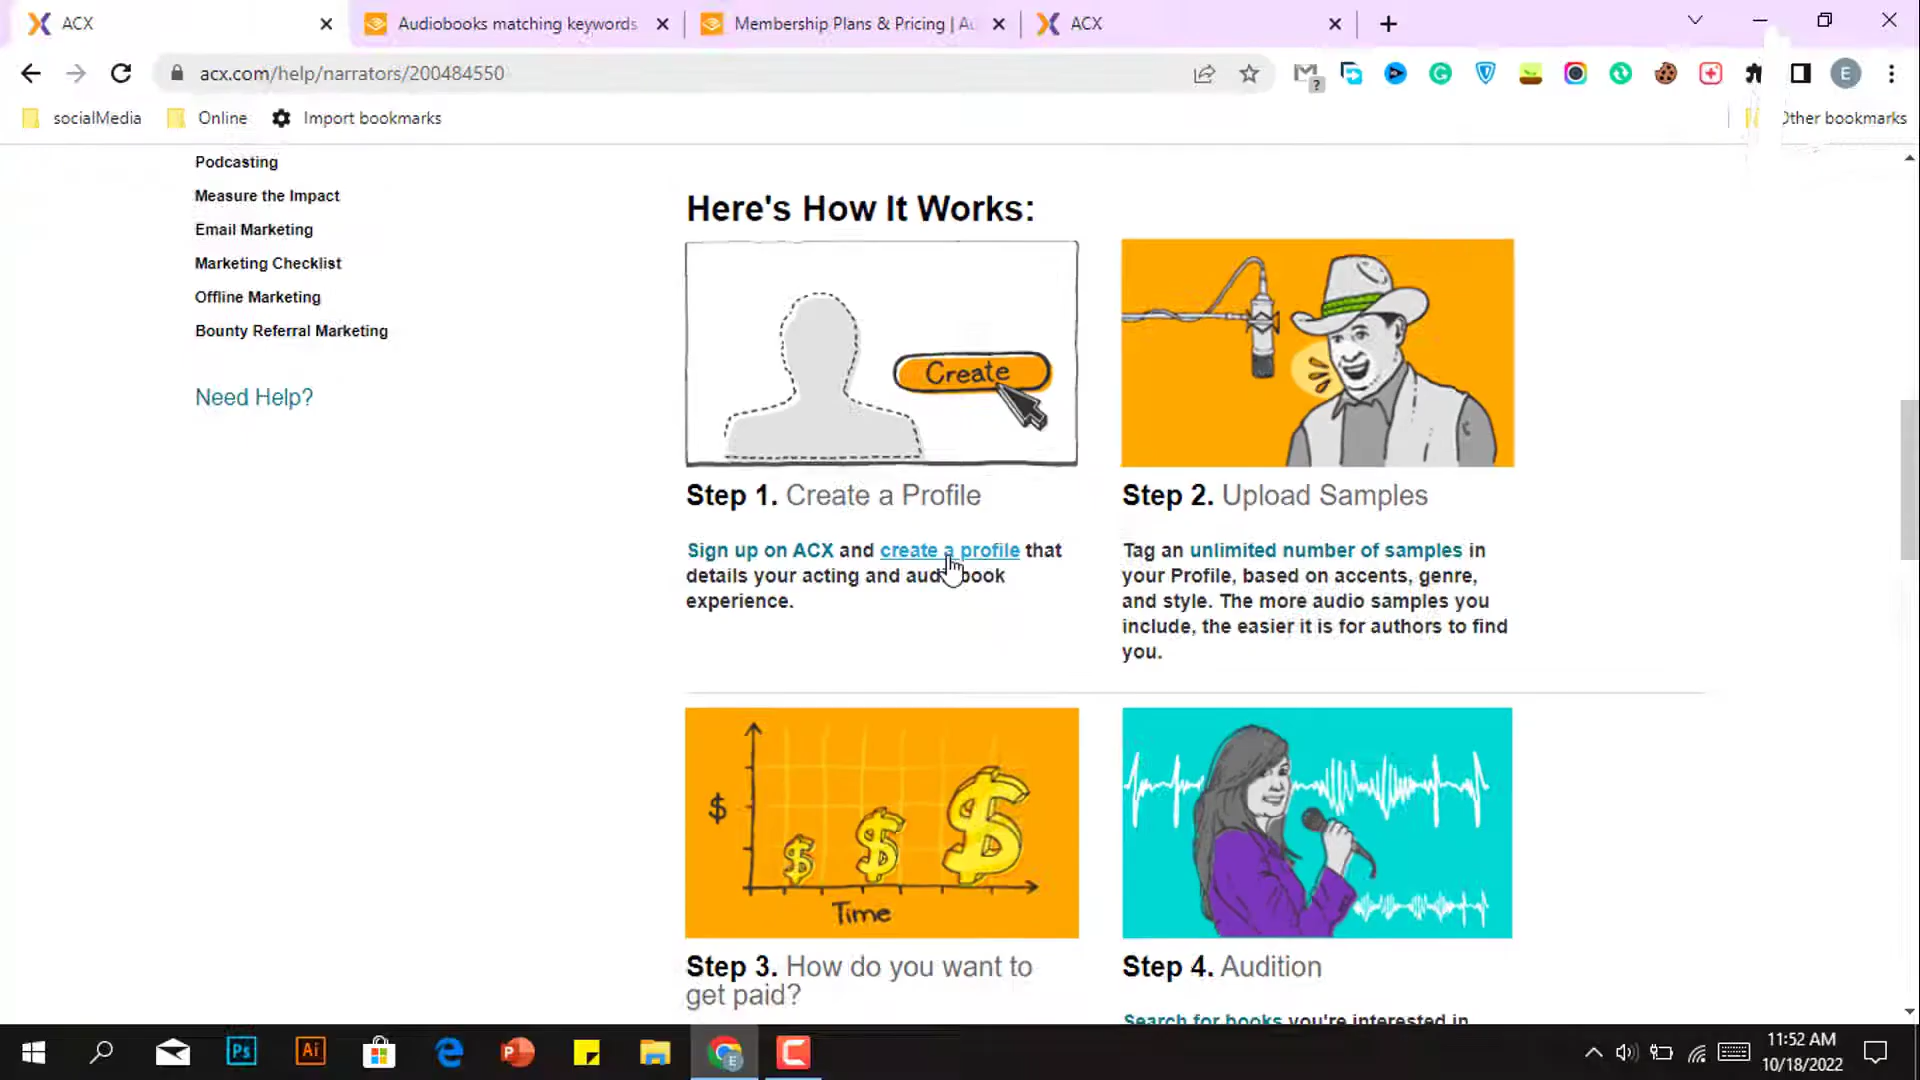 ACX
Audiobooks matching keywords
Membership Plans & Pricing | Au
ACX
acx.com/help/narrators/200484550
?
E
socialMedia
Online
Import bookmarks
Other bookmarks
Podcasting
Measure the Impact
Email Marketing
Marketing Checklist
Offline Marketing
Bounty Referral Marketing
Need Help?
Here's How It Works:
Create
Step 1. Create a Profile
Sign up on ACX and create a profile that
details your acting and audiobook
experience.
Step 2. Upload Samples
Tag an unlimited number of samples in
your Profile, based on accents, genre,
and style. The more audio samples you
include, the easier it is for authors to find
you.
$
$ $ $
Time
Step 3. How do you want to
get paid?
Step 4. Audition
Search for books you're interested in
Ps
Ai
P
E
C
11:52 AM
10/18/2022